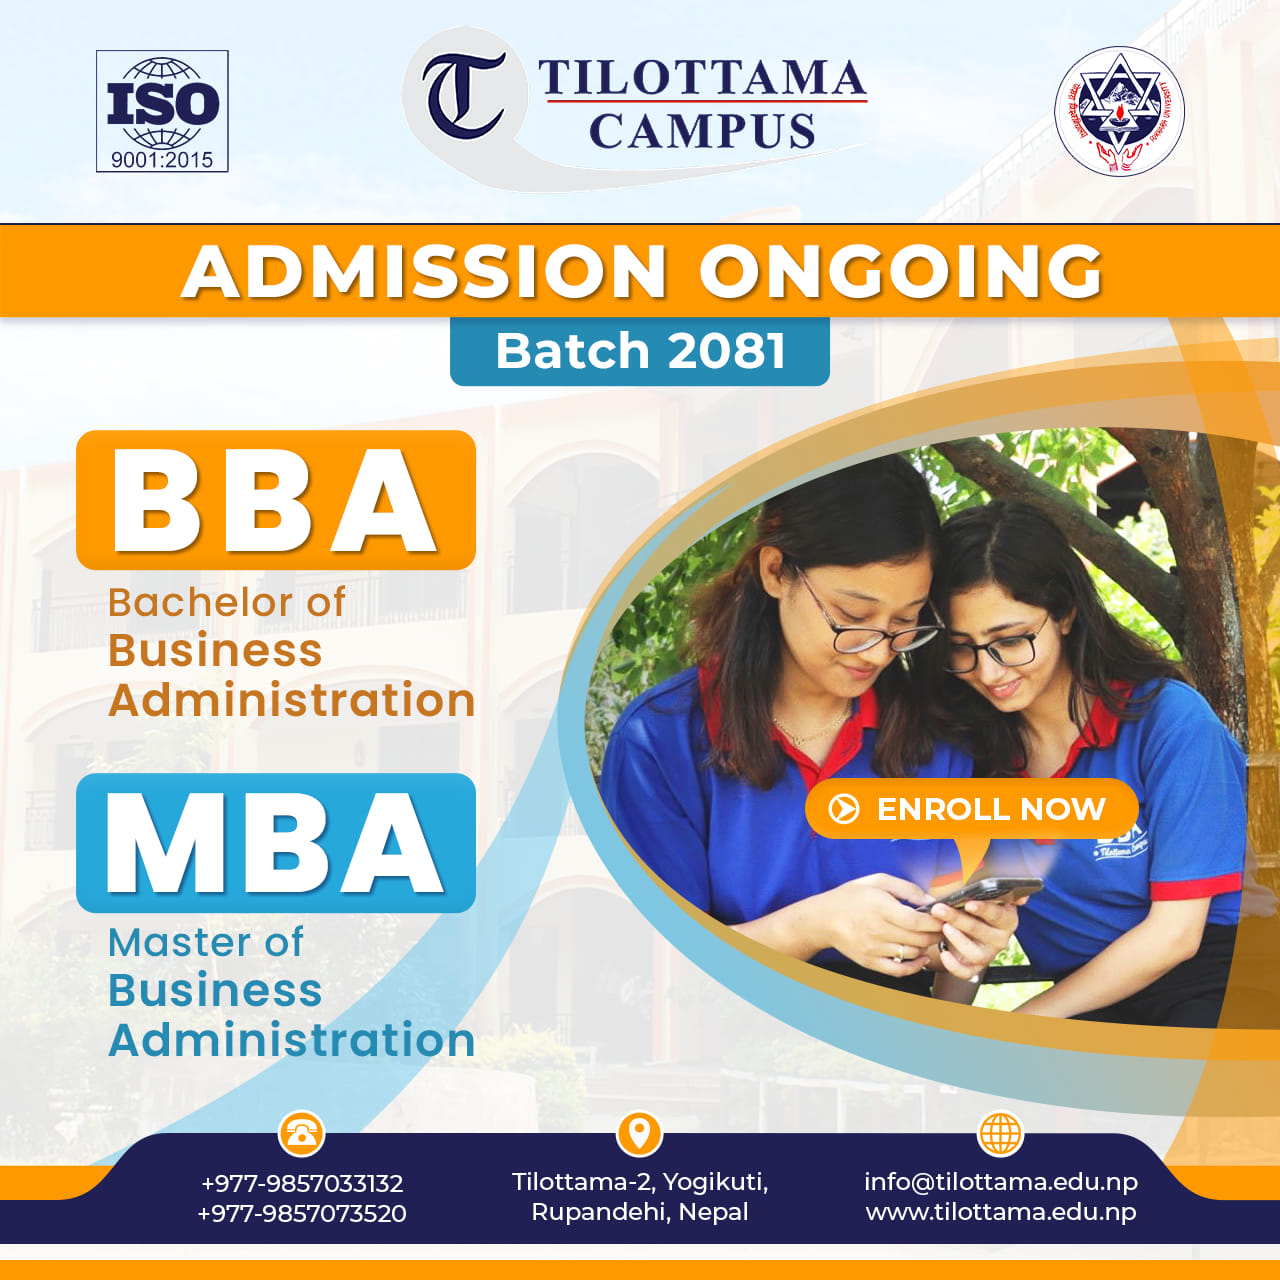 ISO
9001:2015
T
TILOTTAMA
CAMPUS
ADMISSION ONGOING
Batch 2081
BBA
Bachelor of
Business
Administration
MBA
Master of
Business
Administration
ENROLL NOW
Tilottama
+977-9857033132
+977-9857073520
Tilottama-2, Yogikuti,
Rupandehi, Nepal
info@tilottama.edu.np
www.tilottama.edu.np